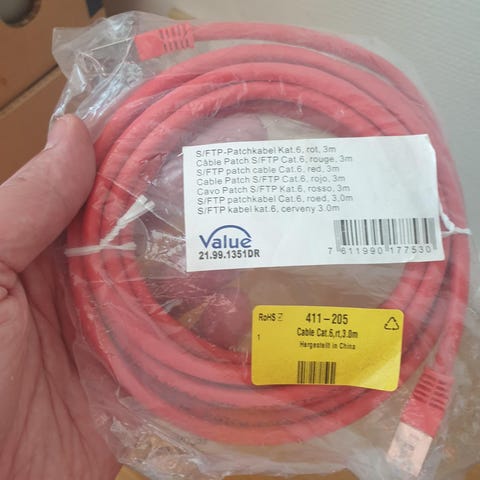 S/FTP-Patchkabel Kat.6, rot, 3m
Câble Patch S/FTP Cat.6, rouge, 3m
S/FTP patch cable Cat.6, red, 3m
Cable Patch S/FTP Cat.6, rojo, 3m
Cavo Patch S/FTP Kat.6, rosso, 3m
S/FTP patchkabel Cat.6, roed, 3,0m
S/FTP kabel kat.6, cerveny 3.0m
Value
21.99.1351DR
7 611990 177530
RoHS
411-205
1
Cable Cat.6,rt,3.0m
Hergestellt in China